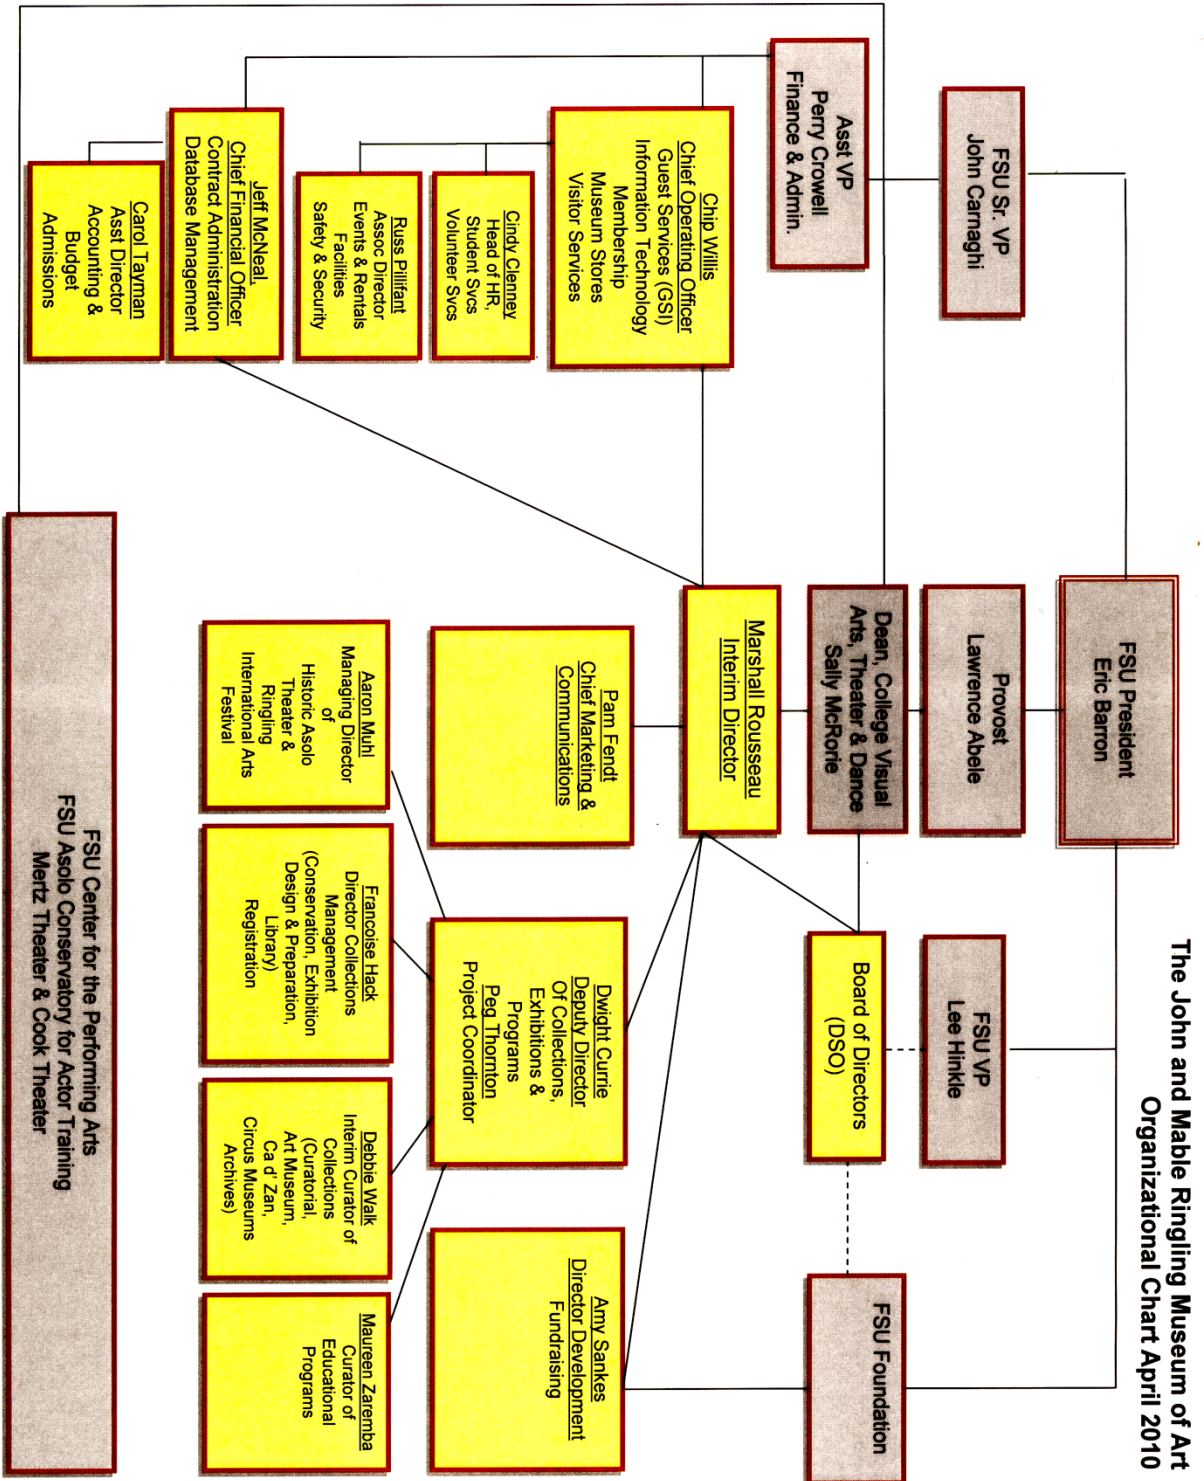 The John and Mable Ringling Museum of Art
Organizational Chart April 2010
FSU President
Eric Barron
FSU Sr. VP
John Carnaghi
Provost
Lawrence Abele
FSU VP
Lee Hinkle
Asst VP
Perry Crowell
Finance & Admin.
Dean, College Visual
Arts, Theater & Dance
Sally McRorie
Board of Directors
(DSO)
FSU Foundation
Marshall Rousseau
Interim Director
Chip Willis
Chief Operating Officer
Guest Services (GSI)
Information Technology
Membership
Museum Stores
Visitor Services
Cindy Clenney
Head of HR,
Student Svcs
Volunteer Svcs
Russ Pillifant
Assoc Director
Events & Rentals
Facilities
Safety & Security
Jeff McNeal,
Chief Financial Officer
Contract Administration
Database Management
Carol Tayman
Asst Director
Accounting &
Budget
Admissions
Pam Fendt
Chief Marketing &
Communications
Dwight Currie
Deputy Director
Of Collections,
Exhibitions &
Programs
Peg Thornton
Project Coordinator
Amy Sankes
Director Development
Fundraising
Aaron Muhl
Managing Director
of
Historic Asolo
Theater &
Ringling
International Arts
Festival
Francoise Hack
Director Collections
Management
(Conservation, Exhibition
Design & Preparation,
Library)
Registration
Debbie Walk
Interim Curator of
Collections
(Curatorial,
Art Museum,
Ca d' Zan,
Circus Museums
Archives)
Maureen Zaremba
Curator of
Educational
Programs
FSU Center for the Performing Arts
FSU Asolo Conservatory for Actor Training
Mertz Theater & Cook Theater